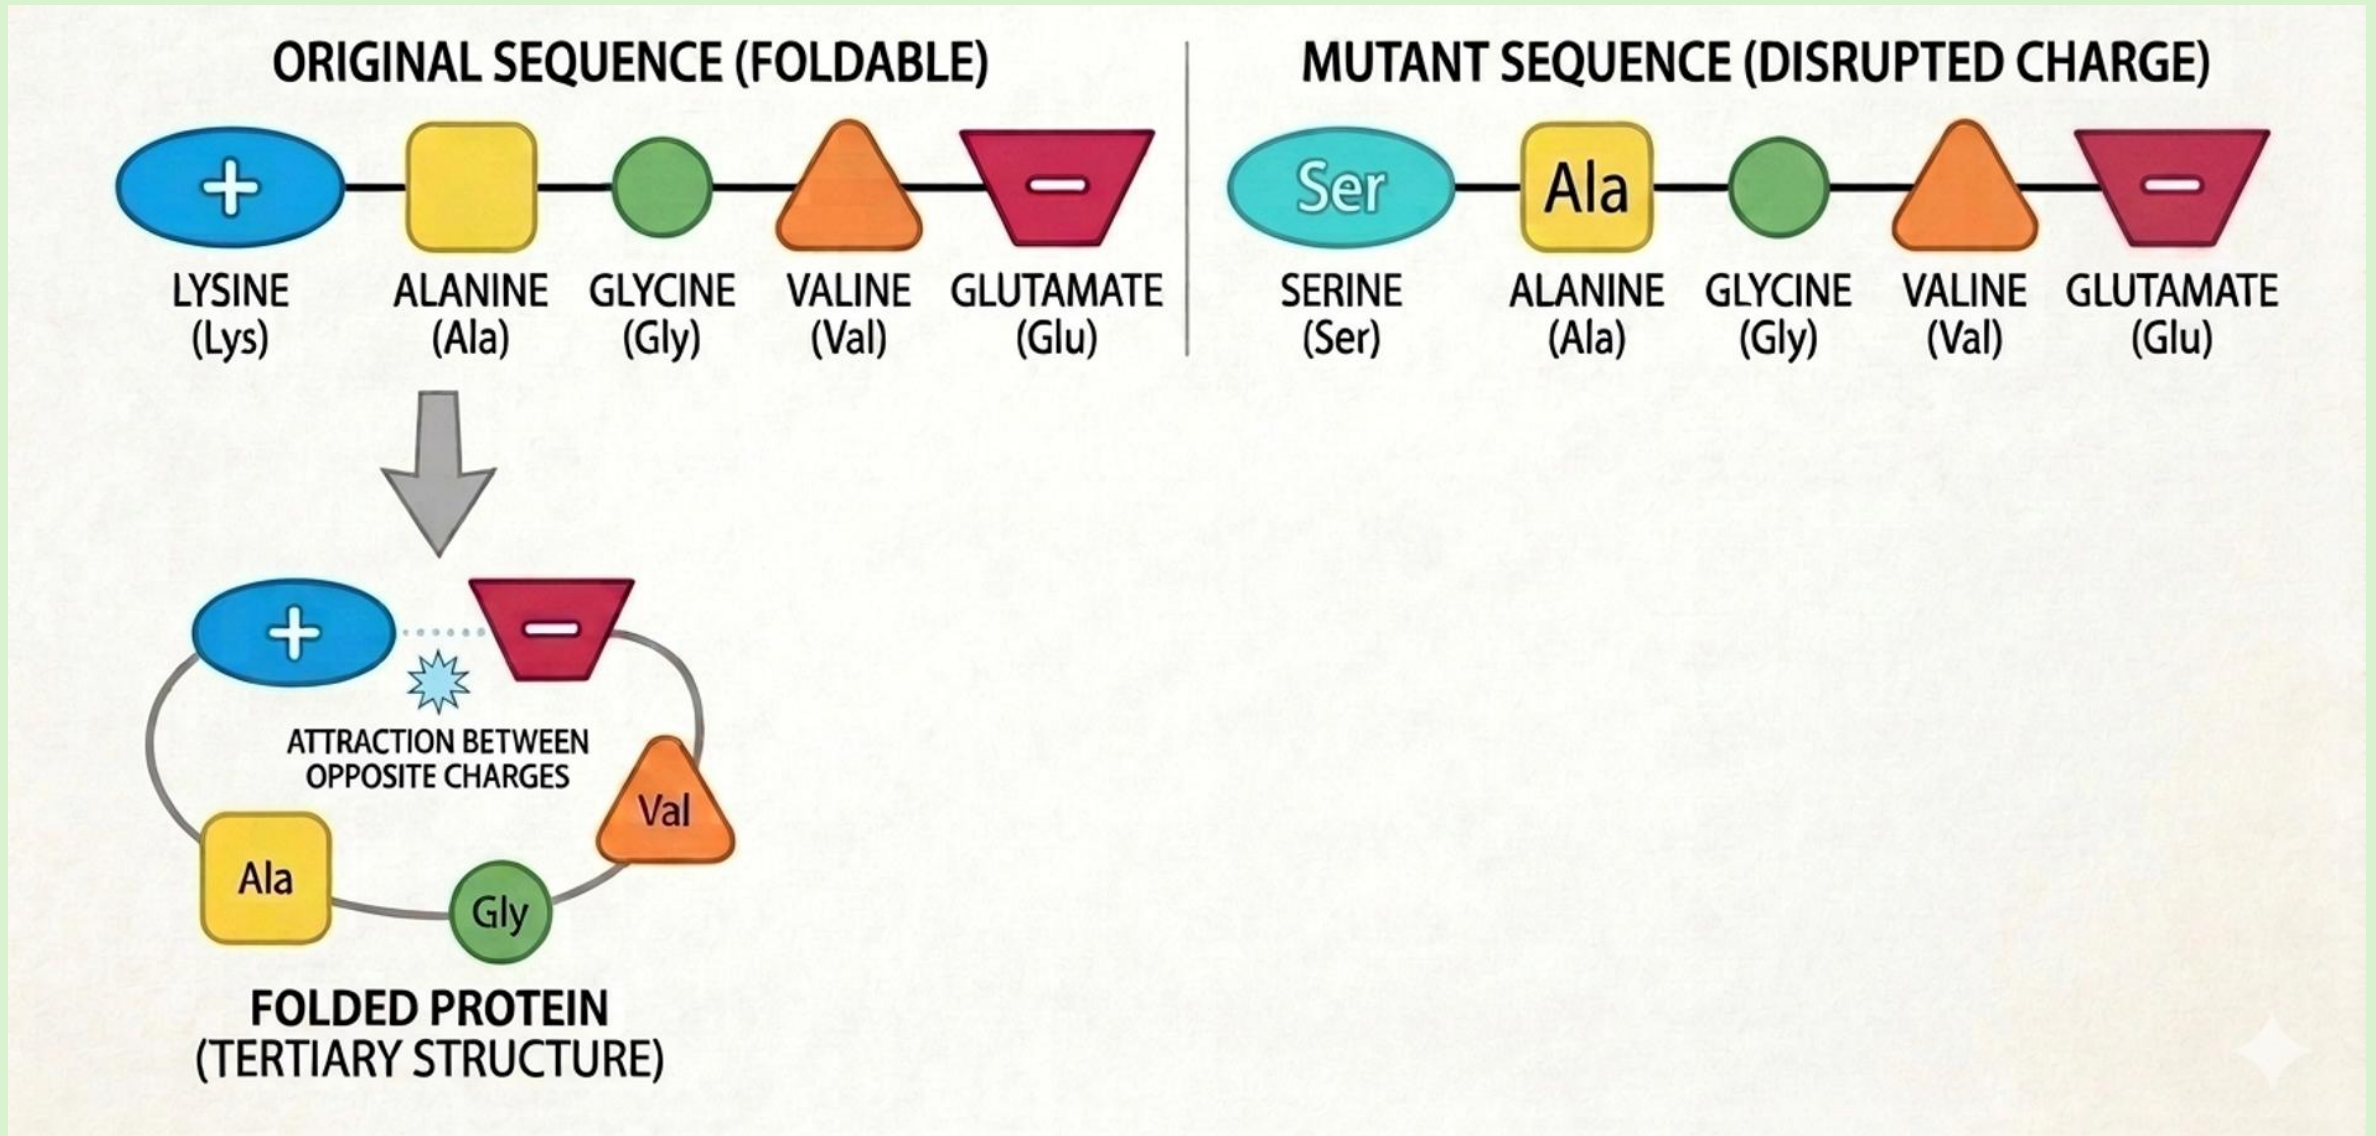 ORIGINAL SEQUENCE (FOLDABLE)
+
−
LYSINE ALANINE GLYCINE VALINE GLUTAMATE
(Lys) (Ala) (Gly) (Val) (Glu)
MUTANT SEQUENCE (DISRUPTED CHARGE)
Ser Ala −
SERINE ALANINE GLYCINE VALINE GLUTAMATE
(Ser) (Ala) (Gly) (Val) (Glu)
+ −
ATTRACTION BETWEEN
OPPOSITE CHARGES
Val
Ala
Gly
FOLDED PROTEIN
(TERTIARY STRUCTURE)